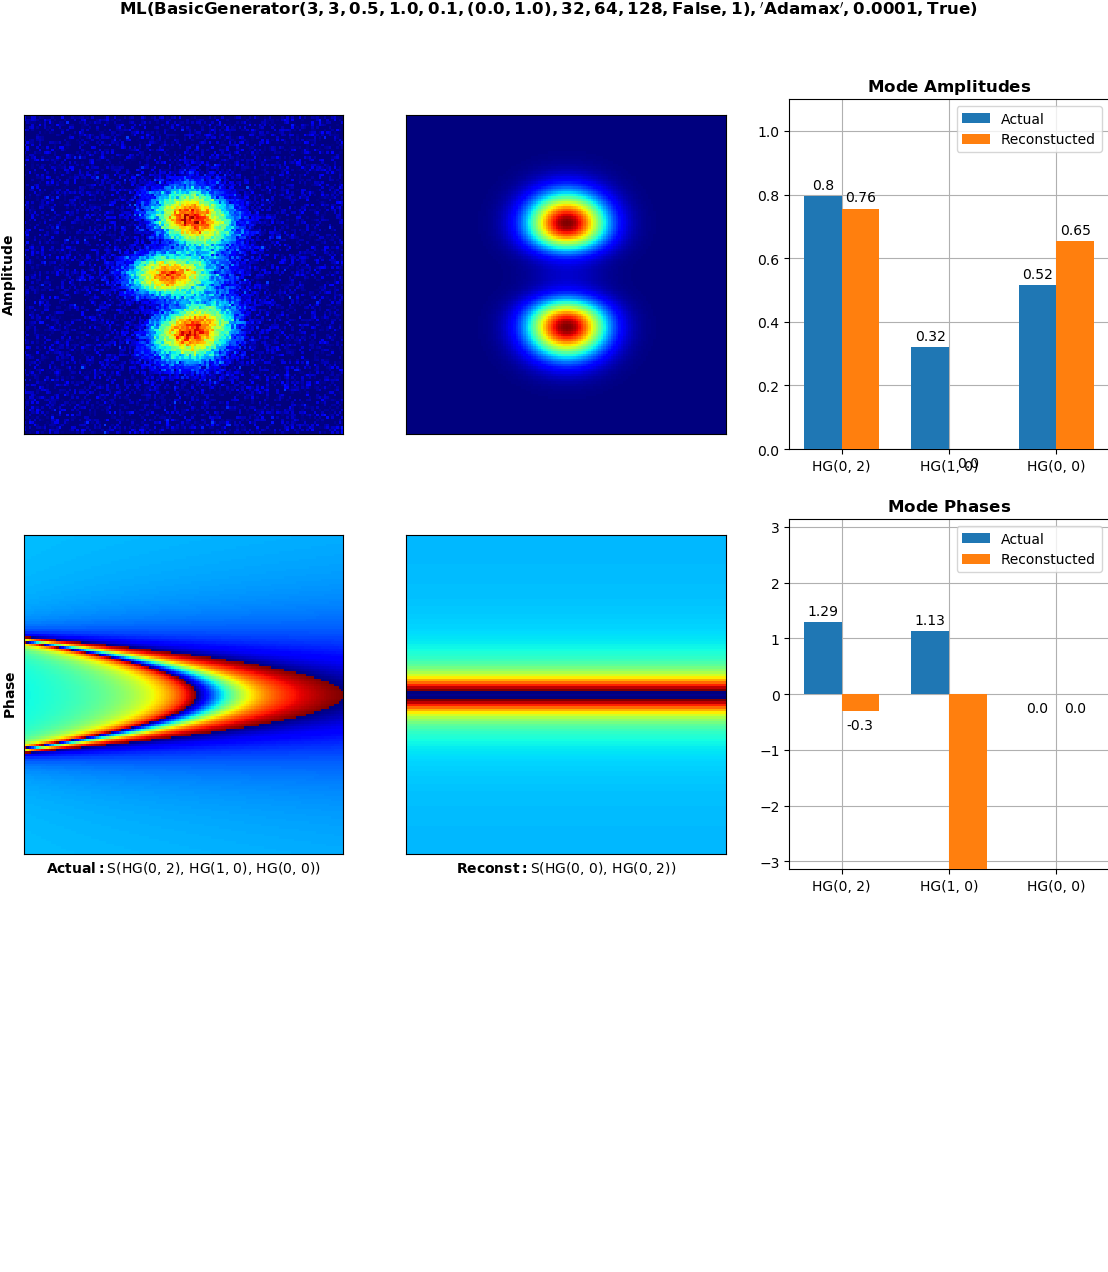 ML(BasicGenerator(3, 3, 0.5, 1.0, 0.1, (0.0, 1.0), 32, 64, 128, False, 1), 'Adamax', 0.0001, True)
Amplitude
Mode Amplitudes
Actual
Reconstucted
1.0
0.8
0.6
0.4
0.2
0.0
0.8
0.76
0.32
0.0
0.52
0.65
HG(0, 2)
HG(1, 0)
HG(0, 0)
Phase
Actual: S(HG(0, 2), HG(1, 0), HG(0, 0))
Reconst: S(HG(0, 0), HG(0, 2))
Mode Phases
Actual
Reconstucted
3
2
1
0
−1
−2
−3
1.29
-0.3
1.13
0.0
0.0
HG(0, 2)
HG(1, 0)
HG(0, 0)